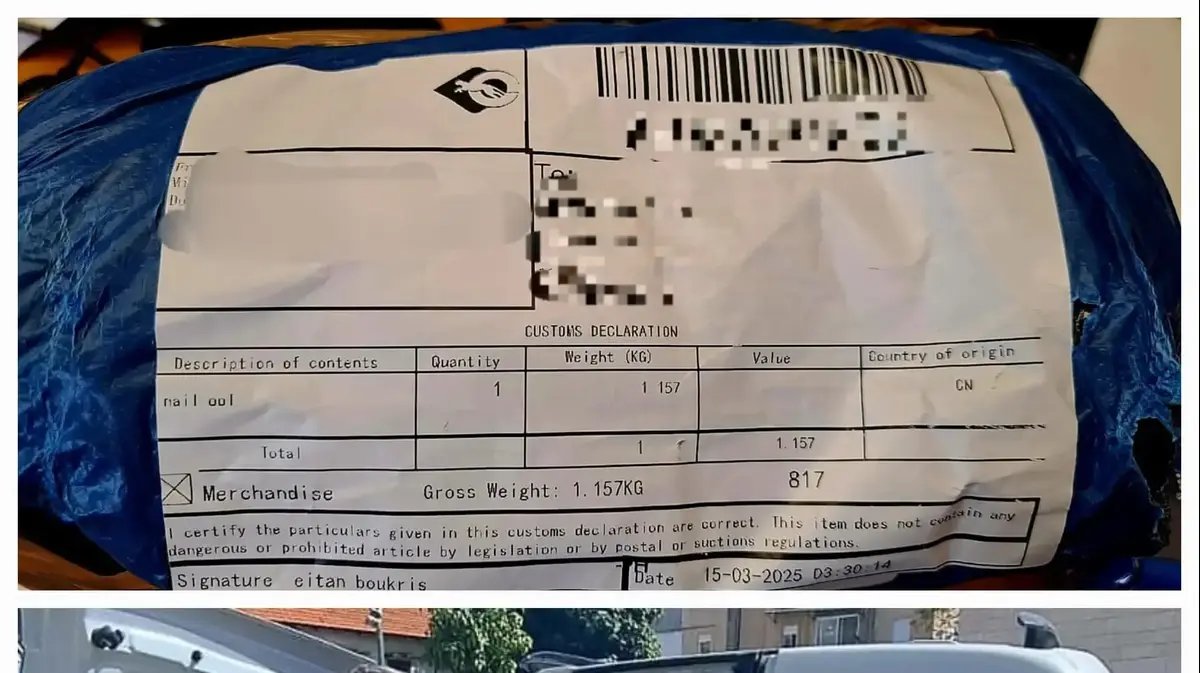 To:
CUSTOMS DECLARATION
Description of contents Quantity Weight (KG) Value Country of origin
nail ool 1 1 157 CN
Total 1 1.157
Merchandise Gross Weight: 1.157KG 817
I certify the particulars given in this customs declaration are correct. This item does not contain any
dangerous or prohibited article by legislation or by postal or suctions regulations.
Signature eitan boukris Date 15-03-2025 03:30:14